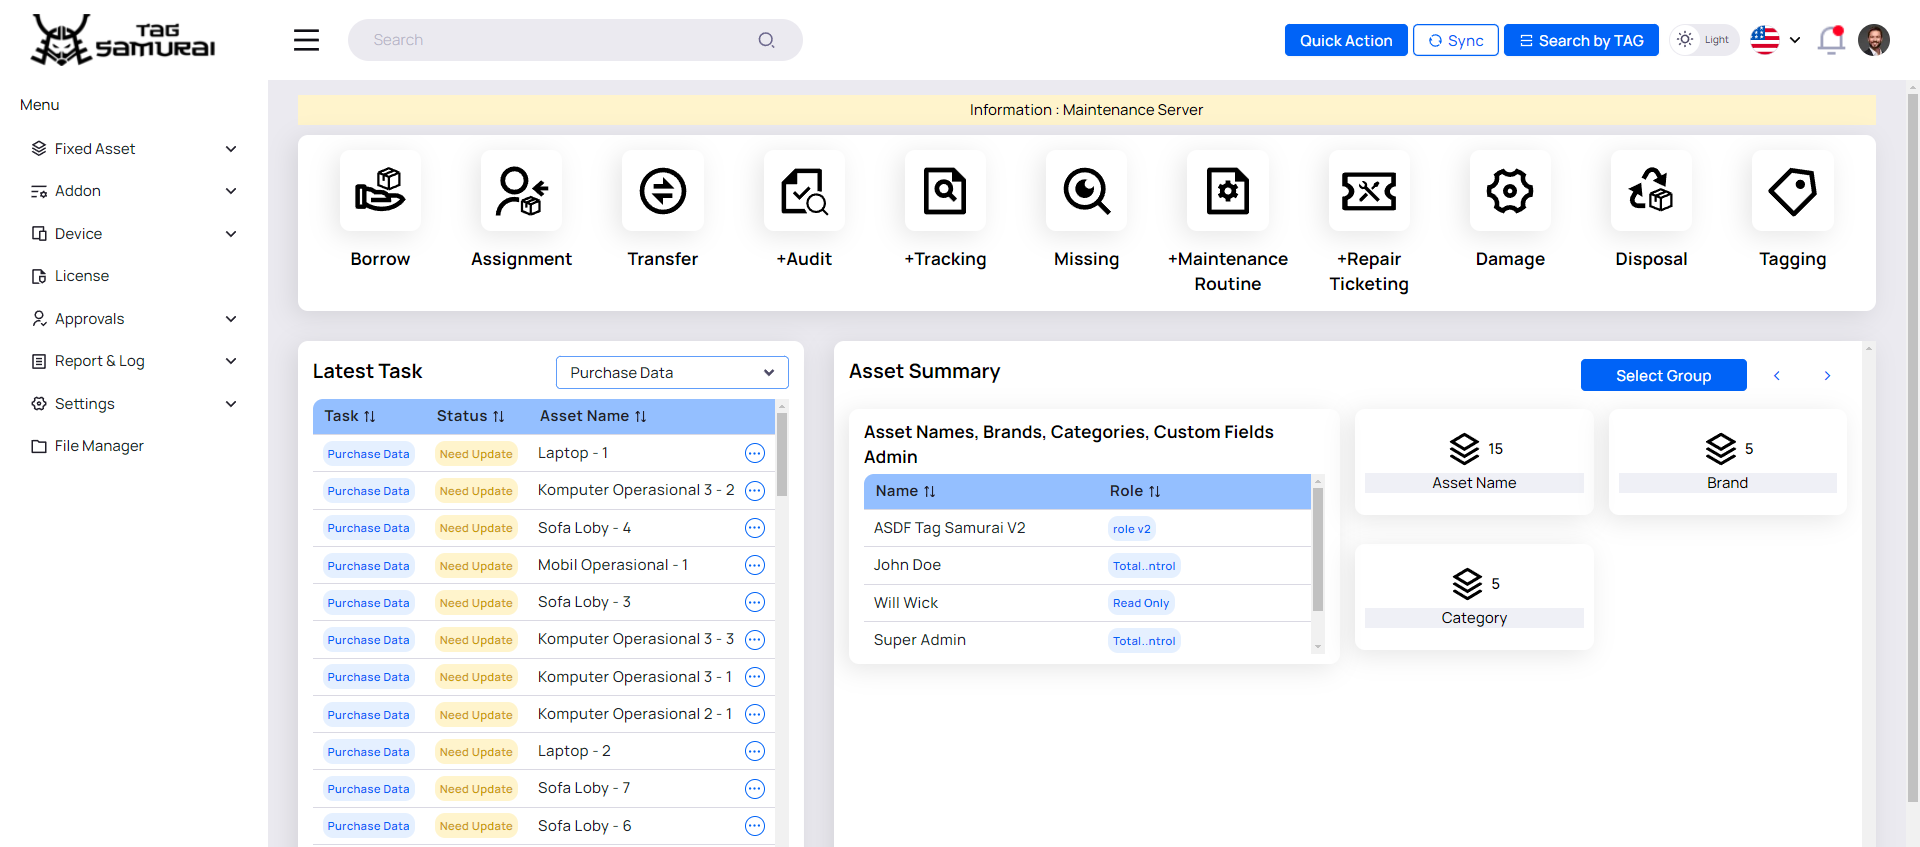 TAG
SAMURAI
Search
Quick Action
Sync
Search by TAG
Light
Menu
Fixed Asset
Addon
Device
License
Approvals
Report & Log
Settings
File Manager
Information : Maintenance Server
Borrow
Assignment
Transfer
+Audit
+Tracking
Missing
+Maintenance
Routine
+Repair
Ticketing
Damage
Disposal
Tagging
Latest Task
Purchase Data
Task Status Asset Name
Purchase Data Need Update Laptop - 1
Purchase Data Need Update Komputer Operasional 3 - 2
Purchase Data Need Update Sofa Loby - 4
Purchase Data Need Update Mobil Operasional - 1
Purchase Data Need Update Sofa Loby - 3
Purchase Data Need Update Komputer Operasional 3 - 3
Purchase Data Need Update Komputer Operasional 3 - 1
Purchase Data Need Update Komputer Operasional 2 - 1
Purchase Data Need Update Laptop - 2
Purchase Data Need Update Sofa Loby - 7
Purchase Data Need Update Sofa Loby - 6
Asset Summary
Select Group
Asset Names, Brands, Categories, Custom Fields
Admin
Name Role
ASDF Tag Samurai V2 role v2
John Doe Total..ntrol
Will Wick Read Only
Super Admin Total..ntrol
15
Asset Name
5
Brand
5
Category